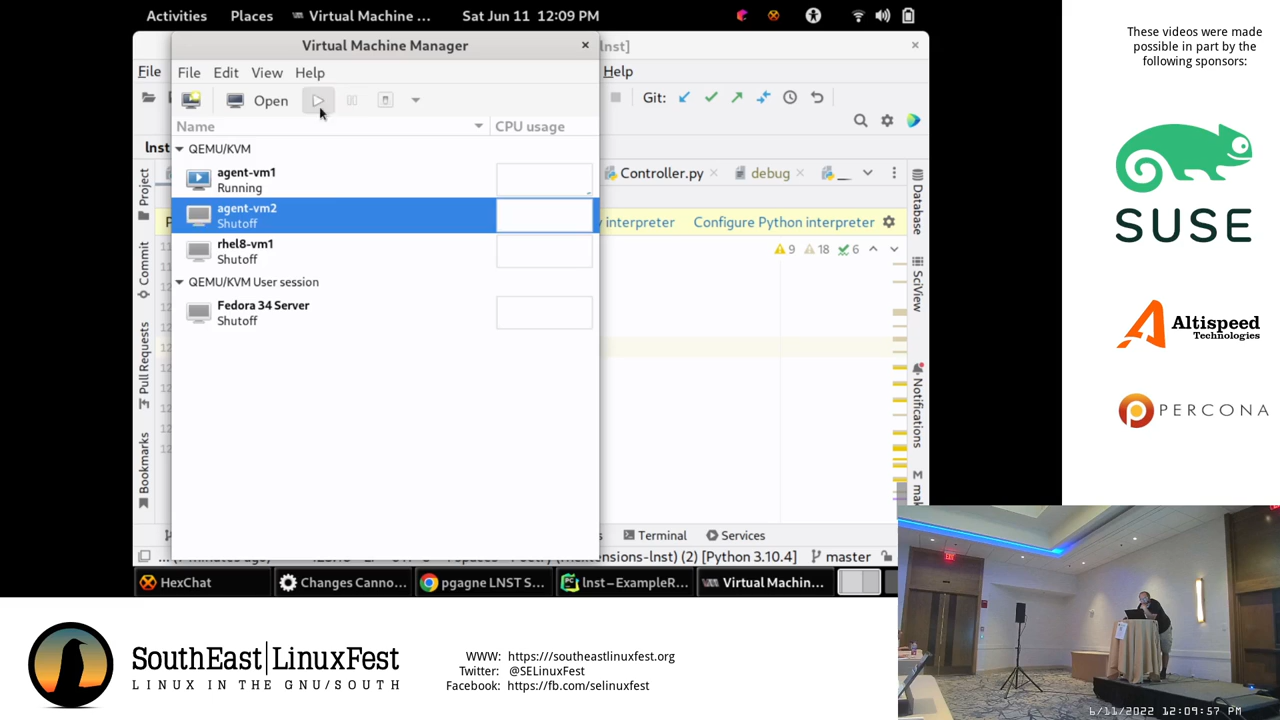 Activities Places Virtual Machine ... Sat Jun 11 12:09 PM
Virtual Machine Manager ×
lnst] ×
File Edit View Help
File Help
Open
Git:
Name CPU usage
lnst
QEMU/KVM
agent-vm1
Running
agent-vm2
Shutoff
rhel8-vm1
Shutoff
QEMU/KVM User session
Fedora 34 Server
Shutoff
Controller.py × debug ×
interpreter Configure Python interpreter
9 18 6
Project
Commit
Pull Requests
Bookmarks
Database
SciView
Notifications
Terminal Services
(2) [Python 3.10.4] master
HexChat Changes Canno... pgagne LNST S... lnst – ExampleR... Virtual Machin...
These videos were made
possible in part by the
following sponsors:
SUSE
Altispeed
Technologies
PERCONA
SouthEast LinuxFest
LINUX IN THE GNU/SOUTH
WWW: https://southeastlinuxfest.org
Twitter: @SELinuxFest
Facebook: https://fb.com/selinuxfest
6/11/2022 12:09:57 PM